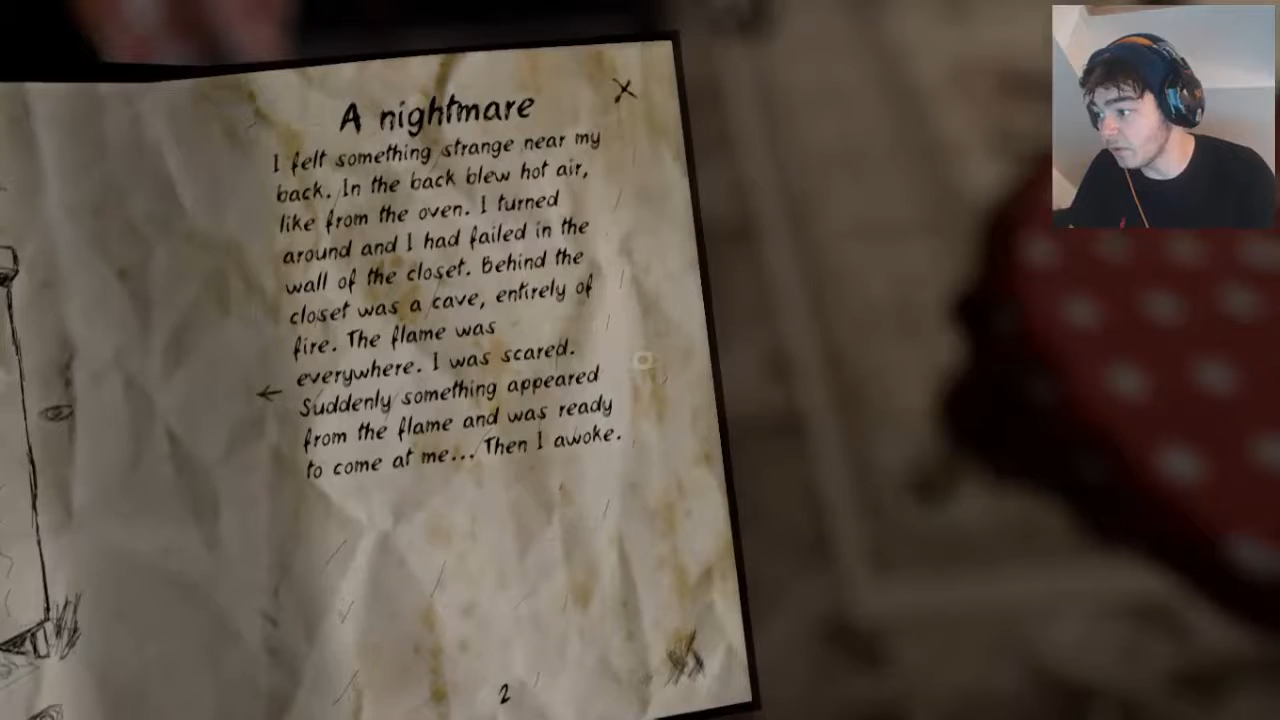 A nightmare
I felt something strange near my
back. In the back blew hot air,
like from the oven. I turned
around and I had failed in the
wall of the closet. Behind the
closet was a cave, entirely of
fire. The flame was
everywhere. I was scared.
Suddenly something appeared
from the flame and was ready
to come at me... Then I awoke.
2